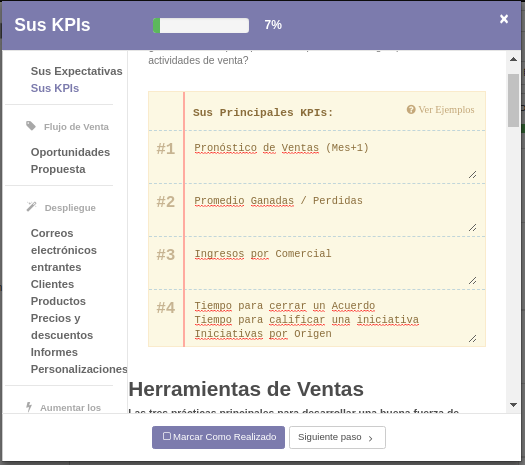 Sus KPIs
7%
×
actividades de venta?
Sus Expectativas
Sus KPIs
Flujo de Venta
Oportunidades
Propuesta
Despliegue
Correos
electrónicos
entrantes
Clientes
Productos
Precios y
descuentos
Informes
Personalizaciones
Aumentar los
Sus Principales KPIs:
Ver Ejemplos
#1 Pronóstico de Ventas (Mes+1)
#2 Promedio Ganadas / Perdidas
#3 Ingresos por Comercial
#4 Tiempo para cerrar un Acuerdo
Tiempo para calificar una iniciativa
Iniciativas por Origen
Herramientas de Ventas
Las tres prácticas principales para desarrollar una buena fuerza de
Marcar Como Realizado
Siguiente paso